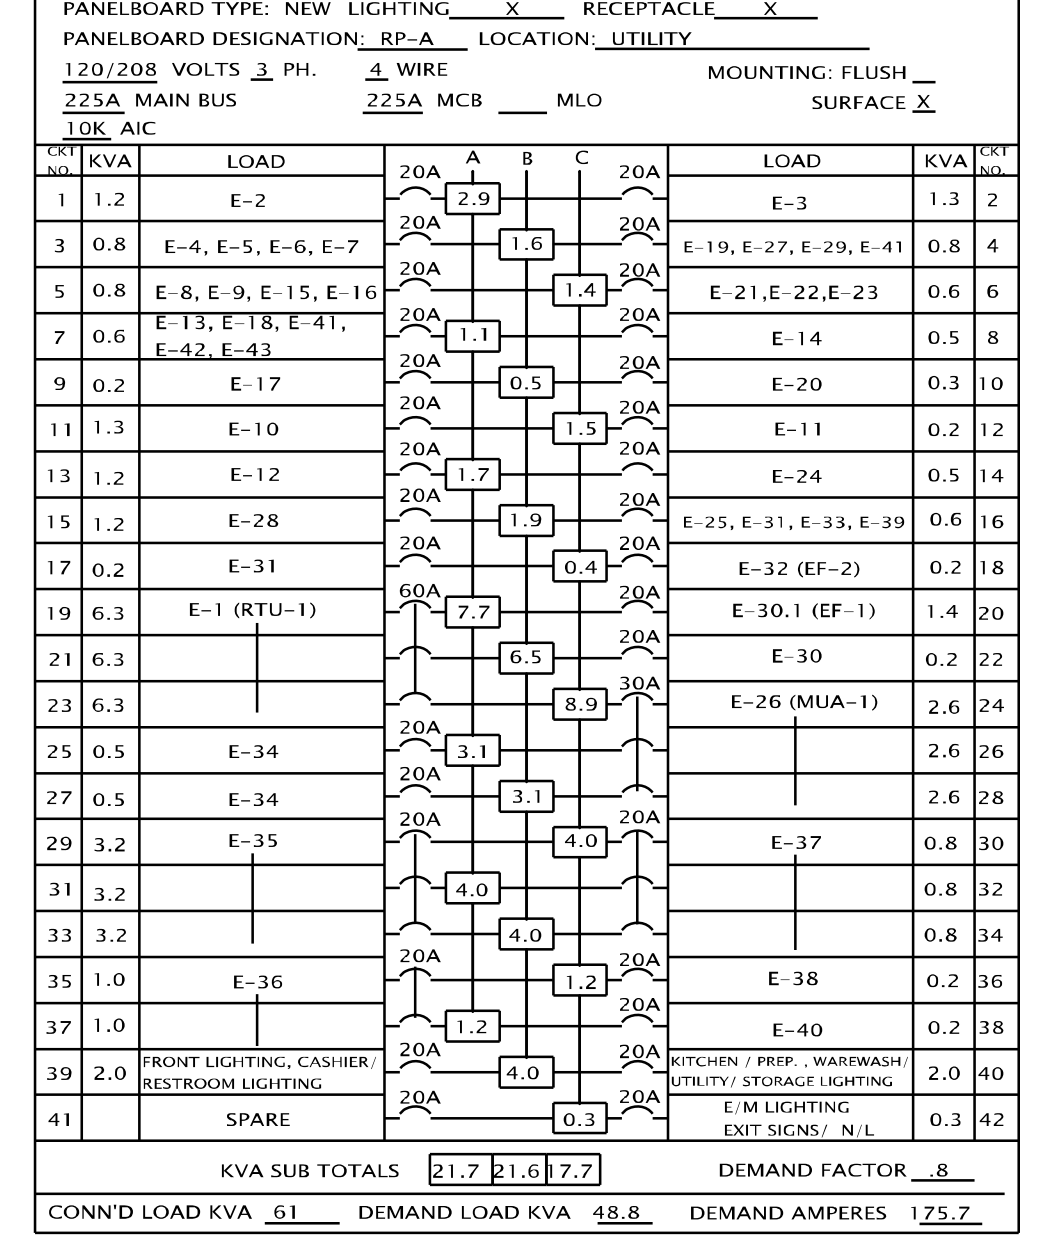 PANELBOARD TYPE: NEW LIGHTING X RECEPTACLE X
PANELBOARD DESIGNATION: RP-A LOCATION: UTILITY
120/208 VOLTS 3 PH. 4 WIRE MOUNTING: FLUSH
225A MAIN BUS 225A MCB MLO SURFACE X
10K AIC
CKT NO. KVA LOAD A B C LOAD KVA CKT NO.
1 1.2 E-2 20A 2.9 20A E-3 1.3 2
3 0.8 E-4, E-5, E-6, E-7 20A 1.6 20A E-19, E-27, E-29, E-41 0.8 4
5 0.8 E-8, E-9, E-15, E-16 20A 1.4 20A E-21,E-22,E-23 0.6 6
7 0.6 E-13, E-18, E-41, E-42, E-43 20A 1.1 20A E-14 0.5 8
9 0.2 E-17 20A 0.5 20A E-20 0.3 10
11 1.3 E-10 20A 1.5 20A E-11 0.2 12
13 1.2 E-12 20A 1.7 20A E-24 0.5 14
15 1.2 E-28 20A 1.9 20A E-25, E-31, E-33, E-39 0.6 16
17 0.2 E-31 20A 0.4 20A E-32 (EF-2) 0.2 18
19 6.3 E-1 (RTU-1) 60A 7.7 20A E-30.1 (EF-1) 1.4 20
21 6.3 6.5 20A E-30 0.2 22
23 6.3 8.9 30A E-26 (MUA-1) 2.6 24
25 0.5 E-34 20A 3.1 2.6 26
27 0.5 E-34 20A 3.1 2.6 28
29 3.2 E-35 20A 4.0 20A E-37 0.8 30
31 3.2 4.0 0.8 32
33 3.2 4.0 0.8 34
35 1.0 E-36 20A 1.2 20A E-38 0.2 36
37 1.0 1.2 20A E-40 0.2 38
39 2.0 FRONT LIGHTING, CASHIER/ RESTROOM LIGHTING 20A 4.0 20A KITCHEN / PREP. , WAREWASH/ UTILITY/ STORAGE LIGHTING 2.0 40
41 SPARE 20A 0.3 20A E/M LIGHTING EXIT SIGNS/ N/L 0.3 42
KVA SUB TOTALS 21.7 21.6 17.7 DEMAND FACTOR .8
CONN'D LOAD KVA 61 DEMAND LOAD KVA 48.8 DEMAND AMPERES 175.7